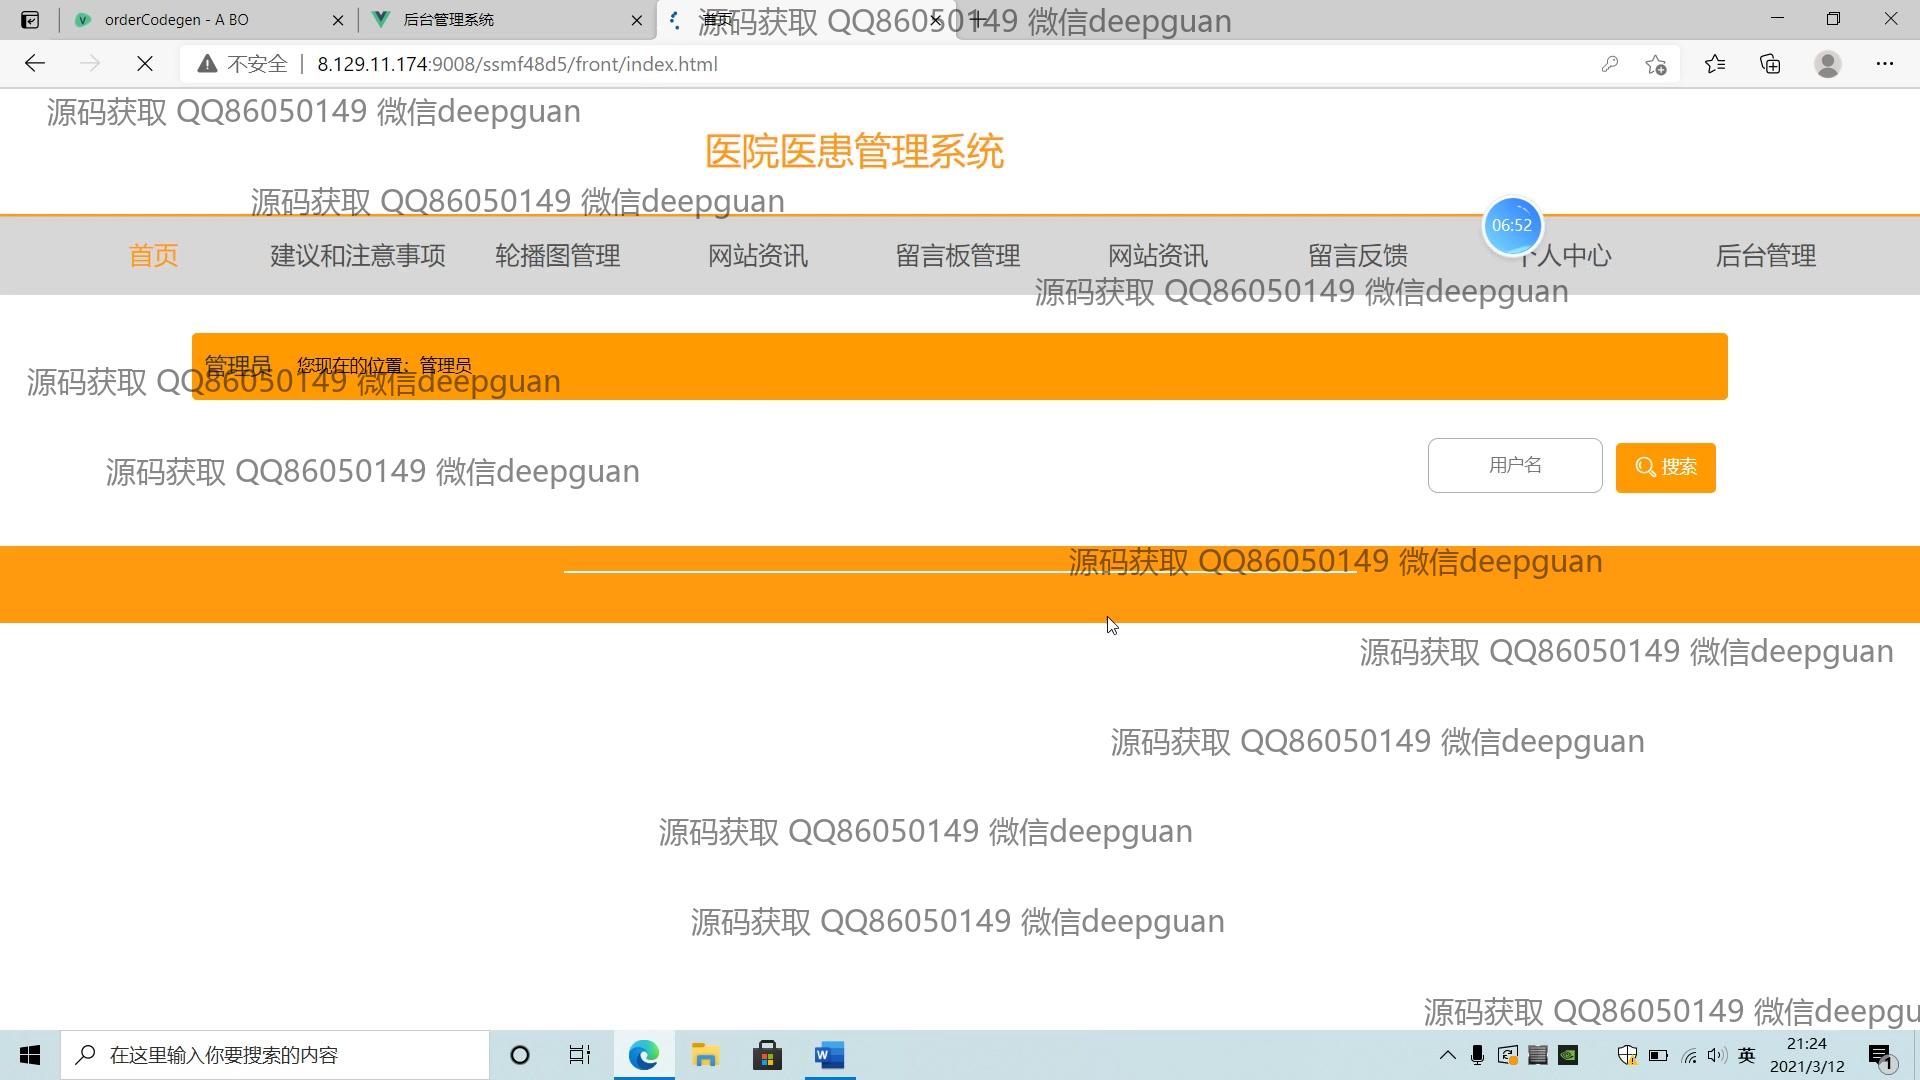 orderCodegen - A BO
后台管理系统
首页
源码获取 QQ86050149 微信deepguan
不安全
8.129.11.174:9008/ssmf48d5/front/index.html
源码获取 QQ86050149 微信deepguan
医院医患管理系统
源码获取 QQ86050149 微信deepguan
06:52
首页 建议和注意事项 轮播图管理 网站资讯 留言板管理 网站资讯 留言反馈 个人中心 后台管理
源码获取 QQ86050149 微信deepguan
管理员 您现在的位置：管理员
源码获取 QQ86050149 微信deepguan
用户名 搜索
源码获取 QQ86050149 微信deepguan
源码获取 QQ86050149 微信deepguan
源码获取 QQ86050149 微信deepguan
源码获取 QQ86050149 微信deepguan
源码获取 QQ86050149 微信deepguan
源码获取 QQ86050149 微信deepguan
源码获取 QQ86050149 微信deepgu
在这里输入你要搜索的内容
英
21:24
2021/3/12
1